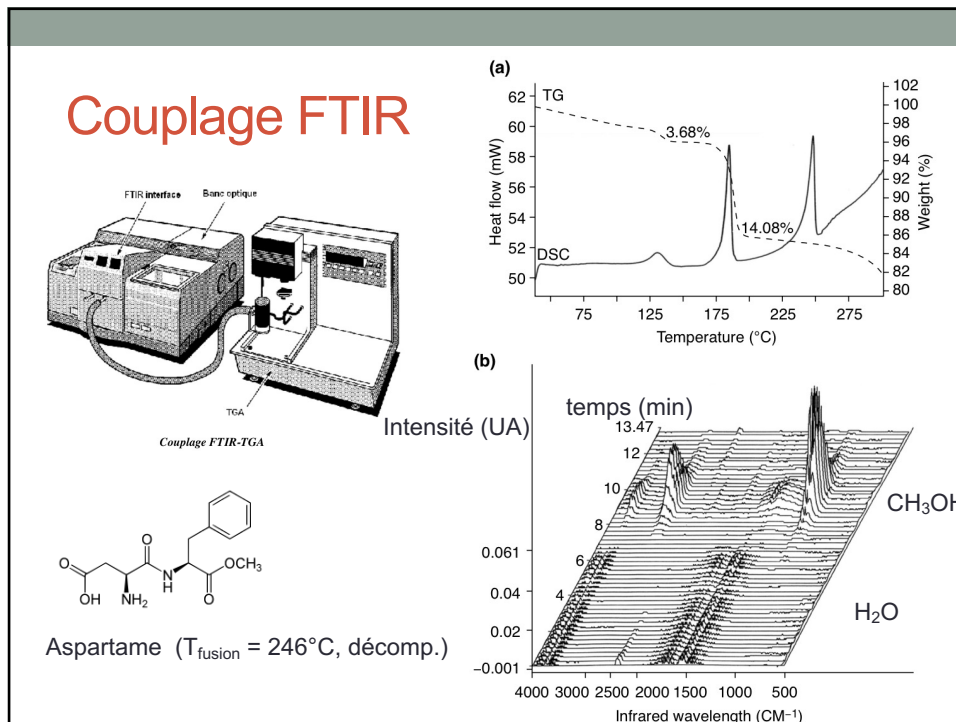 Couplage FTIR
FTIR interface
Banc optique
TGA
Couplage FTIR-TGA
O
O
OCH₃
N
H
OH
NH₂
O
O
Aspartame (Tfusion = 246°C, décomp.)
(a)
62
60
58
56
54
52
50
Heat flow (mW)
TG
3.68%
14.08%
DSC
102
100
98
96
94
92
90
88
86
84
82
80
Weight (%)
75
125
175
225
275
Temperature (°C)
(b)
Intensité (UA)
temps (min)
13.47
12
10
8
6
4
0.061
0.04
0.02
−0.001
CH₃OH
H₂O
4000
3000
2500
2000
1500
1000
500
Infrared wavelength (CM⁻¹)